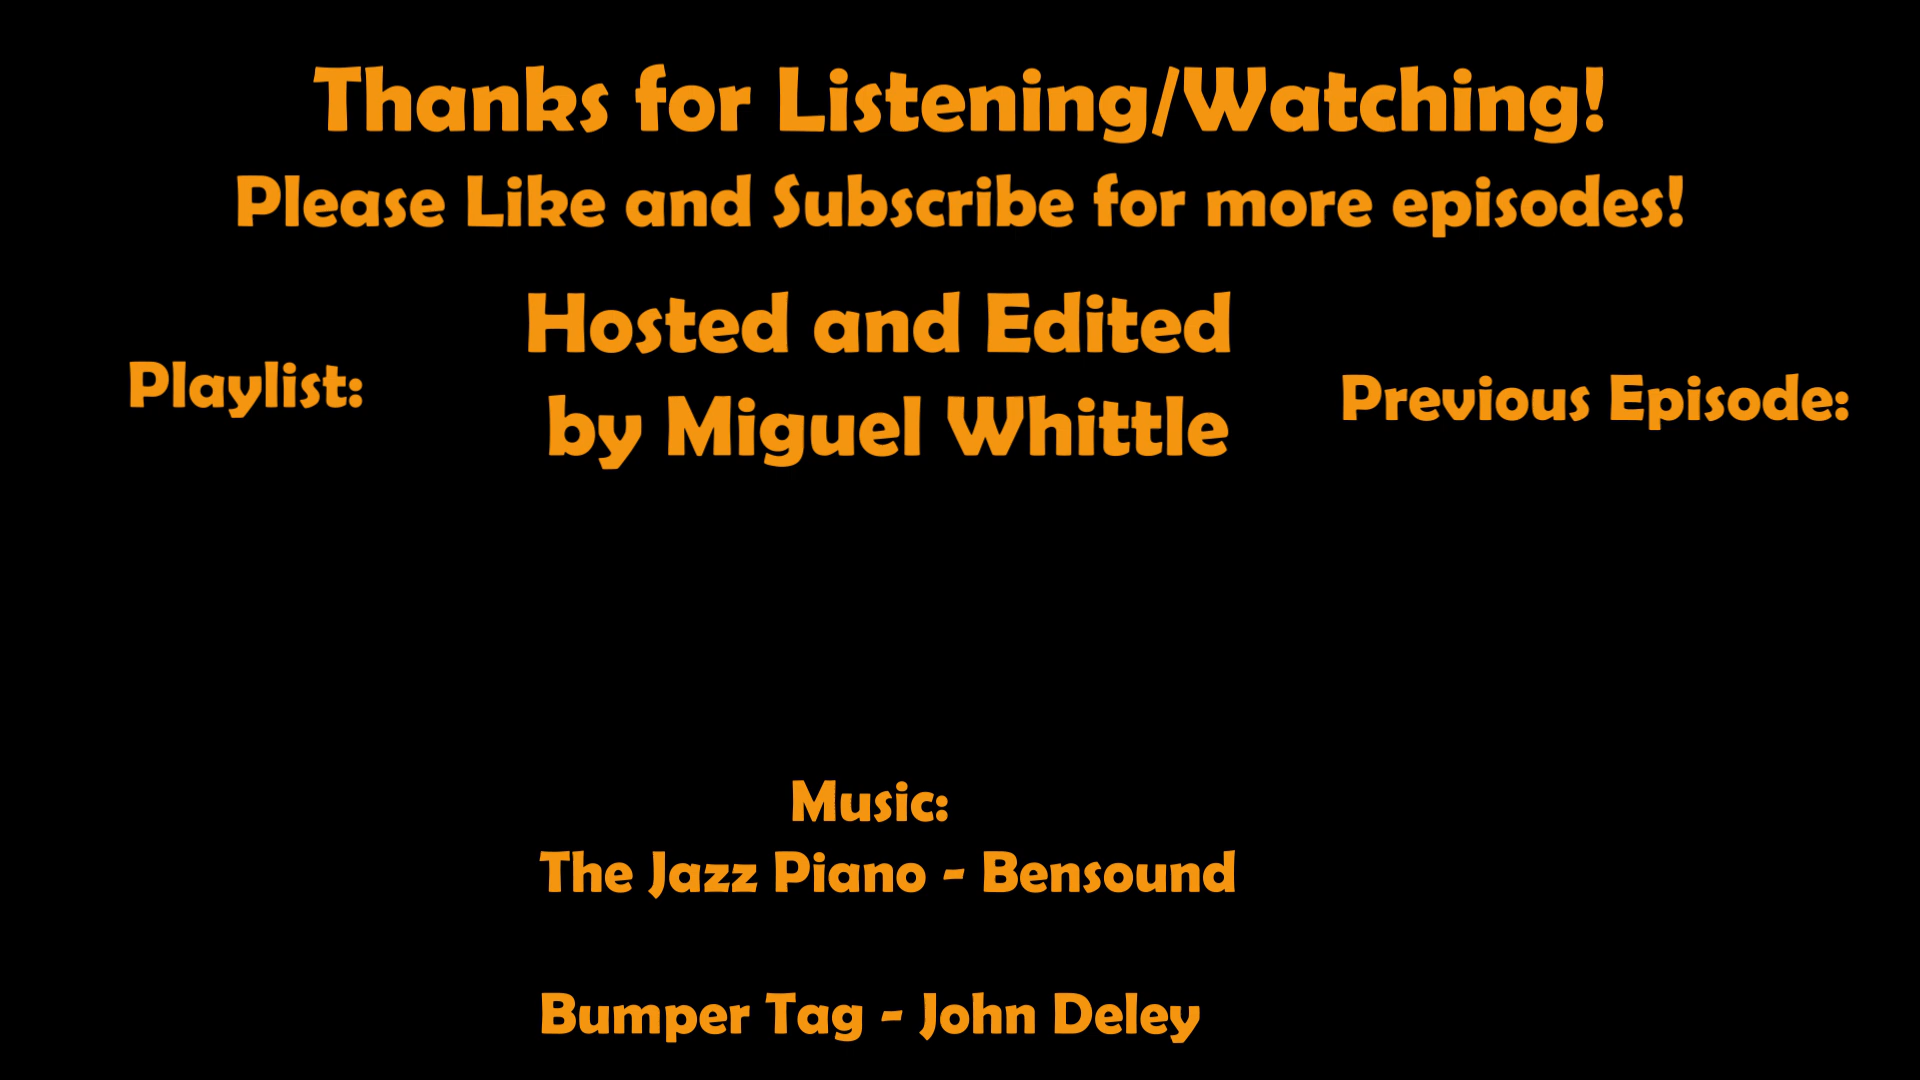 Thanks for Listening/Watching!
Please Like and Subscribe for more episodes!
Hosted and Edited
by Miguel Whittle
Playlist:
Previous Episode:
Music:
The Jazz Piano - Bensound
Bumper Tag - John Deley